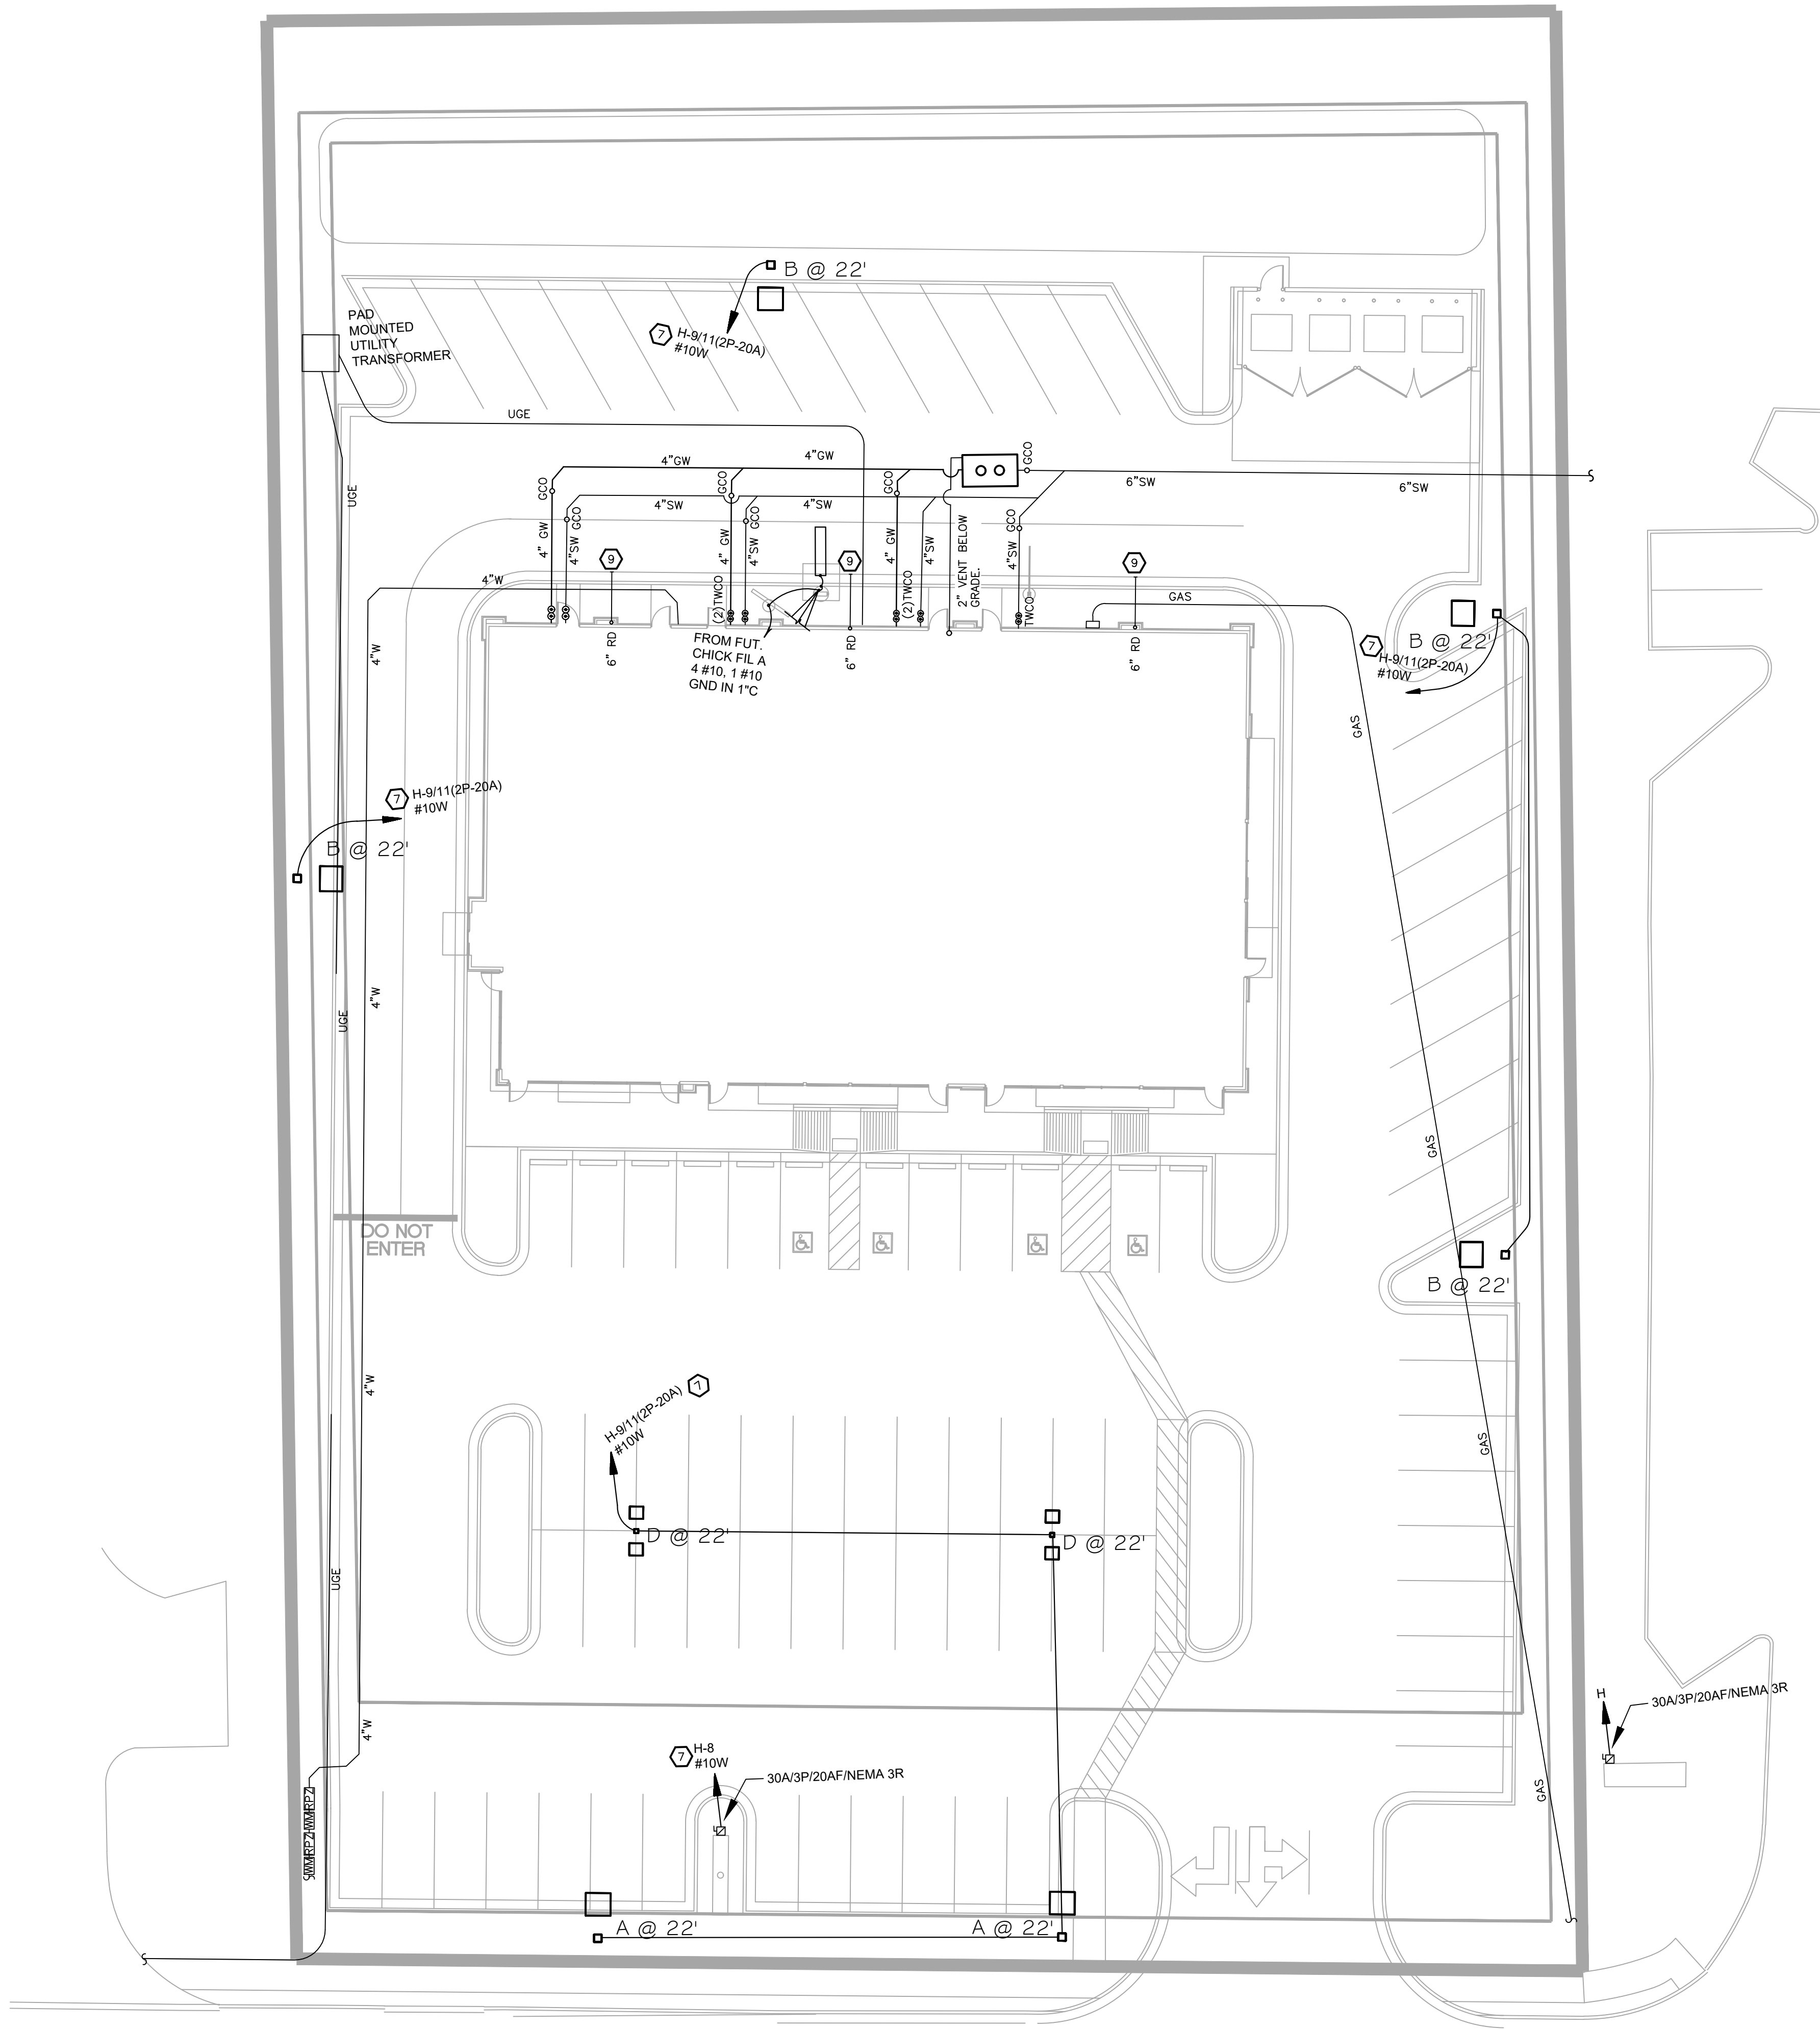 B @ 22'
7
H-9/11(2P-20A)
#10W
PAD
MOUNTED
UTILITY
TRANSFORMER
UGE
4"GW
4"GW
GCO
6"SW
6"SW
GCO
GCO
GCO
4"SW
4"SW
UGE
4" GW
4"SW
GCO
4" GW
4"SW
GCO
4" GW
4"SW
2" VENT BELOW
GRADE.
4"SW
GCO
9
9
9
4"W
(2)TWCO
(2)TWCO
TWCO
GAS
6" RD
6" RD
6" RD
FROM FUT.
CHICK FIL A
4 #10, 1 #10
GND IN 1"C
B @ 22'
7
H-9/11(2P-20A)
#10W
4"W
GAS
7
H-9/11(2P-20A)
#10W
B @ 22'
4"W
UGE
GAS
DO NOT
ENTER
B @ 22'
4"W
H-9/11(2P-20A)
#10W
7
GAS
D @ 22'
D @ 22'
UGE
H
30A/3P/20AF/NEMA 3R
4"W
7
H-8
#10W
30A/3P/20AF/NEMA 3R
GAS
A @ 22'
A @ 22'